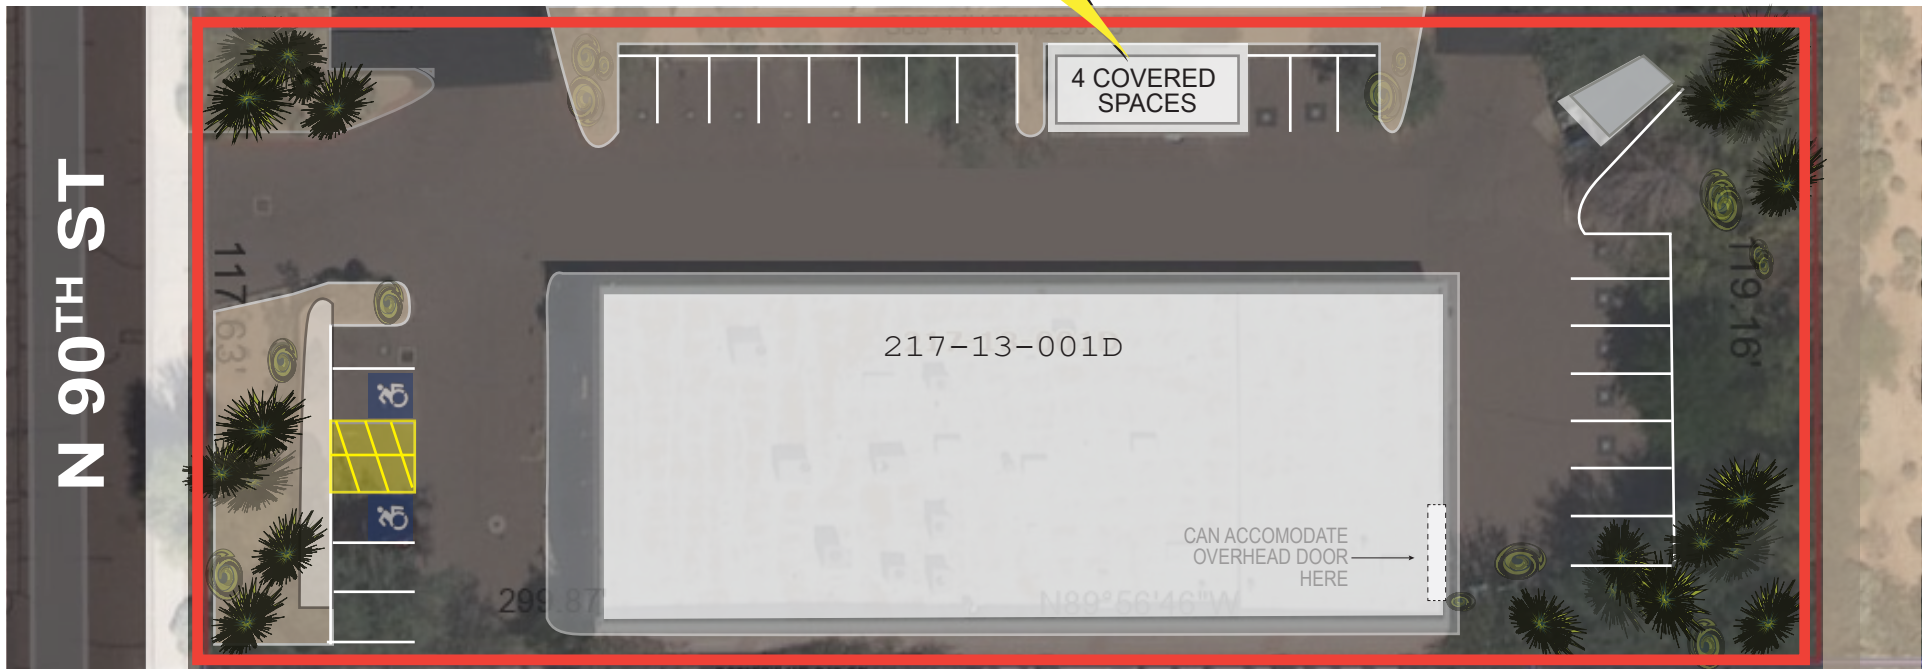 4 COVERED
SPACES
N 90TH ST
117.63'
119.16'
217-13-001D
CAN ACCOMODATE
OVERHEAD DOOR
HERE
299.87'
N89°56'46"W